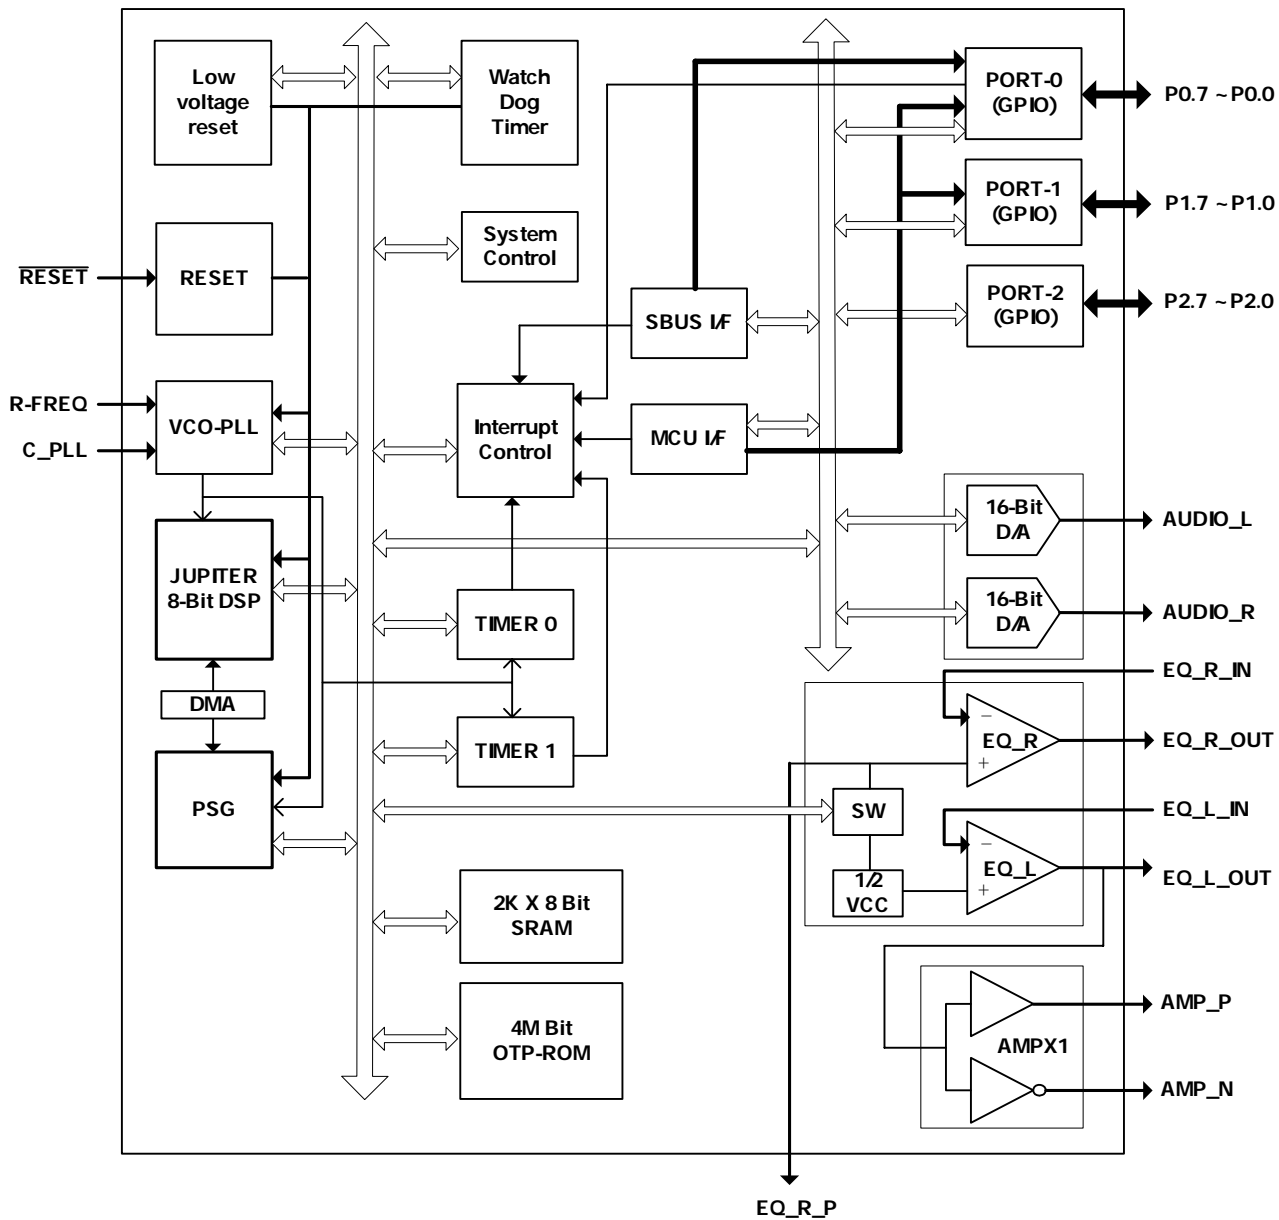 Low
voltage
reset
Watch
Dog
Timer
PORT-0
(GPIO)
P0.7 ~ P0.0
PORT-1
(GPIO)
P1.7 ~ P1.0
System
Control
RESET
RESET
PORT-2
(GPIO)
P2.7 ~ P2.0
SBUS I/F
R-FREQ
C_PLL
VCO-PLL
Interrupt
Control
MCU I/F
16-Bit
D/A
AUDIO_L
JUPITER
8-Bit DSP
TIMER 0
16-Bit
D/A
AUDIO_R
DMA
EQ_R_IN
−
EQ_R
+
EQ_R_OUT
TIMER 1
PSG
SW
EQ_L_IN
−
EQ_L
+
EQ_L_OUT
1/2
VCC
2K X 8 Bit
SRAM
4M Bit
OTP-ROM
AMP_P
AMPX1
AMP_N
EQ_R_P